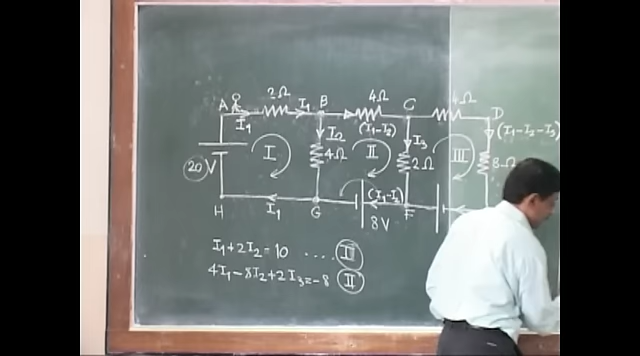 2Ω 4Ω 4Ω
A I₁ B C D
I₁ I₂ (I₁-I₂) I₃ (I₁-I₂-I₃)
I 4Ω II 2Ω III 8Ω
20V
H I₁ G (I₁-I₂) F
8V
I₁+2I₂=10 ....
4I₁-8I₂+2I₃=-8 II